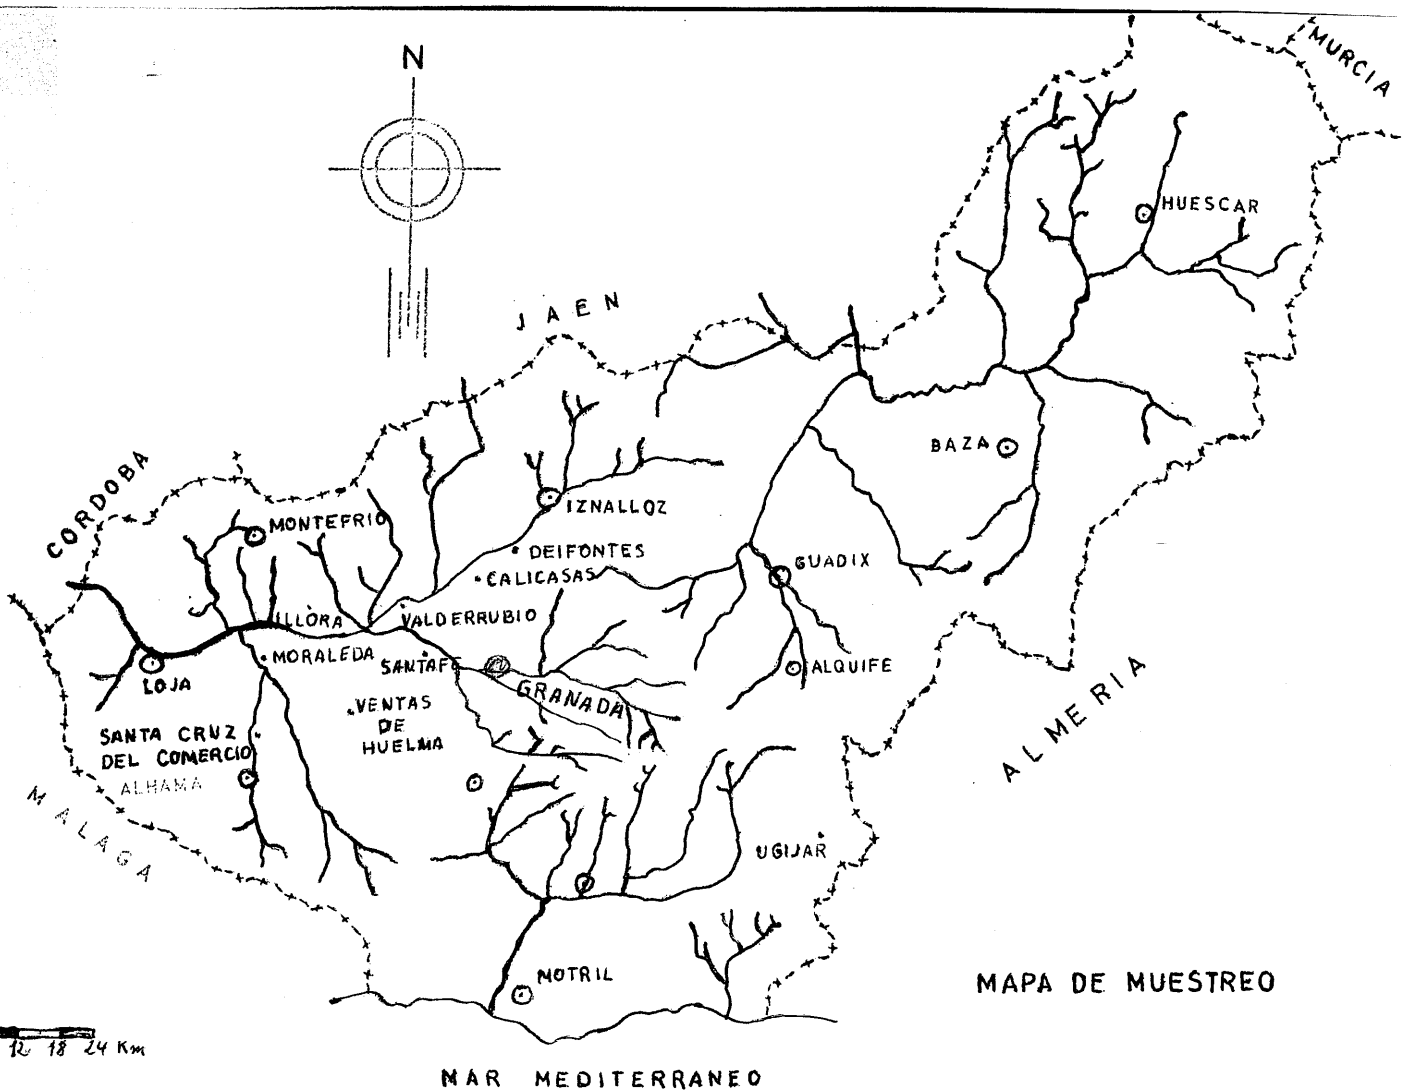 N
MURCIA
HUESCAR
JAEN
BAZA
CORDOBA
MONTEFRIO
IZNALLOZ
DEIFONTES
CALICASAS
GUADIX
ILLORA
VALDERRUBIO
MORALEDA
SANTAFE
ALQUIFE
LOJA
GRANADA
VENTAS
DE
HUELMA
SANTA CRUZ
DEL COMERCIO
ALHAMA
ALMERIA
MALAGA
UGIJAR
MOTRIL
MAPA DE MUESTREO
12 18 24 Km
MAR MEDITERRANEO